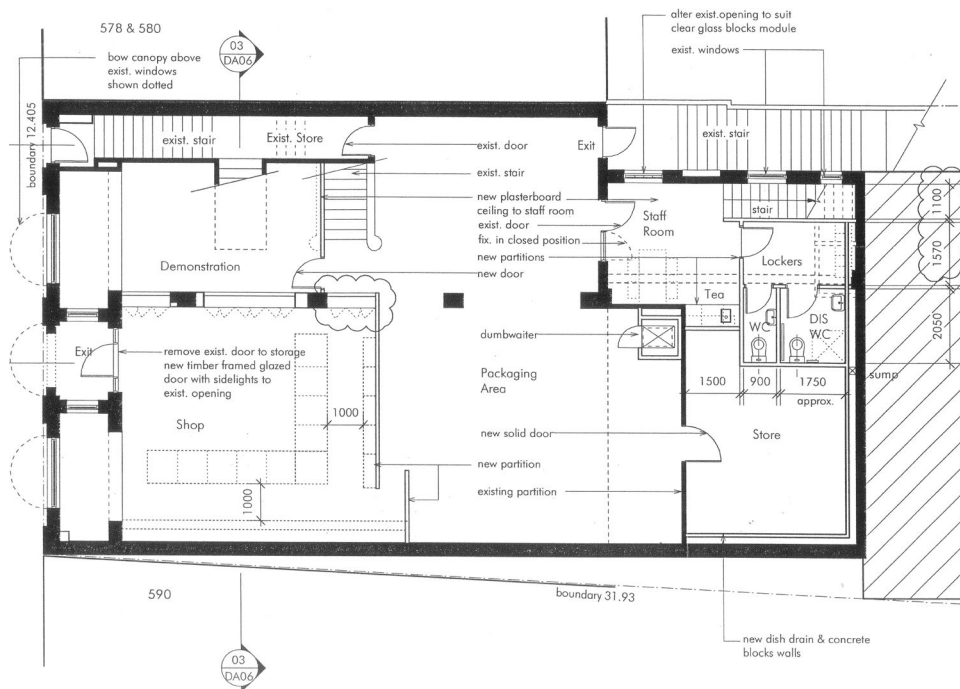 578 & 580
03
DA06
bow canopy above
exist. windows
shown dotted
alter exist.opening to suit
clear glass blocks module
exist. windows
boundary 12.405
exist. stair
Exist. Store
exist. door
Exit
exist. stair
exist. stair
new plasterboard
ceiling to staff room
exist. door
fix. in closed position
new partitions
new door
Staff
Room
stair
1100
1570
2050
Demonstration
Lockers
Tea
WC
DIS
WC
Exit
remove exist. door to storage
new timber framed glazed
door with sidelights to
exist. opening
dumbwaiter
Packaging
Area
1500
900
1750
approx.
sump
Shop
1000
new solid door
Store
new partition
existing partition
1000
590
boundary 31.93
03
DA06
new dish drain & concrete
blocks walls